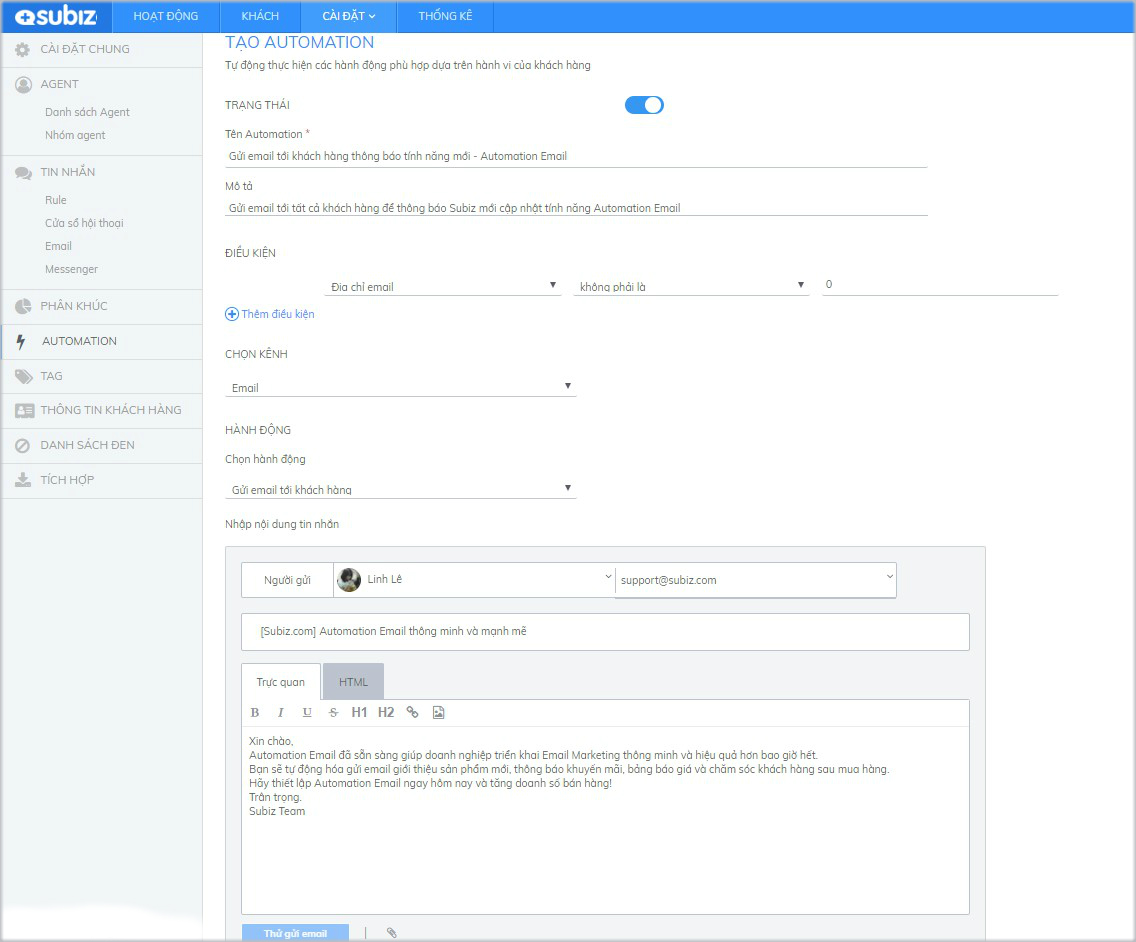 subiz
HOẠT ĐỘNG
KHÁCH
CÀI ĐẶT
THỐNG KÊ
CÀI ĐẶT CHUNG
AGENT
Danh sách Agent
Nhóm agent
TIN NHẮN
Rule
Cửa sổ hội thoại
Email
Messenger
PHÂN KHÚC
AUTOMATION
TAG
THÔNG TIN KHÁCH HÀNG
DANH SÁCH ĐEN
TÍCH HỢP
TẠO AUTOMATION
Tự động thực hiện các hành động phù hợp dựa trên hành vi của khách hàng
TRẠNG THÁI
Tên Automation *
Gửi email tới khách hàng thông báo tính năng mới - Automation Email
Mô tả
Gửi email tới tất cả khách hàng để thông báo Subiz mới cập nhật tính năng Automation Email
ĐIỀU KIỆN
Địa chỉ email
không phải là
0
Thêm điều kiện
CHỌN KÊNH
Email
HÀNH ĐỘNG
Chọn hành động
Gửi email tới khách hàng
Nhập nội dung tin nhắn
Người gửi
Linh Lê
support@subiz.com
[Subiz.com] Automation Email thông minh và mạnh mẽ
Trực quan
HTML
B I U S H1 H2
Xin chào,
Automation Email đã sẵn sàng giúp doanh nghiệp triển khai Email Marketing thông minh và hiệu quả hơn bao giờ hết.
Bạn sẽ tự động hóa gửi email giới thiệu sản phẩm mới, thông báo khuyến mãi, bảng báo giá và chăm sóc khách hàng sau mua hàng.
Hãy thiết lập Automation Email ngay hôm nay và tăng doanh số bán hàng!
Trân trọng.
Subiz Team
Thử gửi email